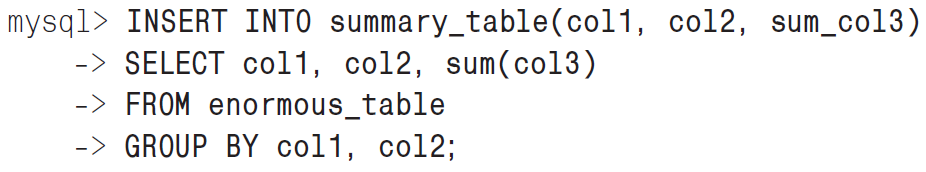 mysql> INSERT INTO summary_table(col1, col2, sum_col3)
-> SELECT col1, col2, sum(col3)
-> FROM enormous_table
-> GROUP BY col1, col2;